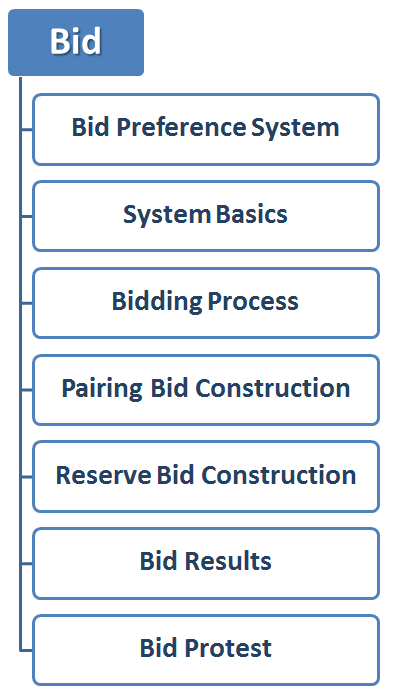 Bid
Bid Preference System
System Basics
Bidding Process
Pairing Bid Construction
Reserve Bid Construction
Bid Results
Bid Protest